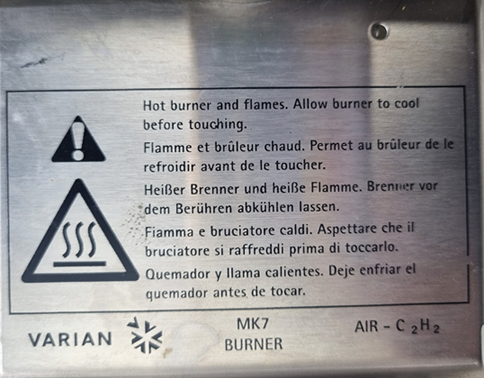 Hot burner and flames. Allow burner to cool
before touching.
Flamme et brûleur chaud. Permet au brûleur de le
refroidir avant de le toucher.
Heißer Brenner und heiße Flamme. Brenner vor
dem Berühren abkühlen lassen.
Fiamma e bruciatore caldi. Aspettare che il
bruciatore si raffreddi prima di toccarlo.
Quemador y llama calientes. Deje enfriar el
quemador antes de tocar.
VARIAN
MK7
BURNER
AIR - C₂H₂